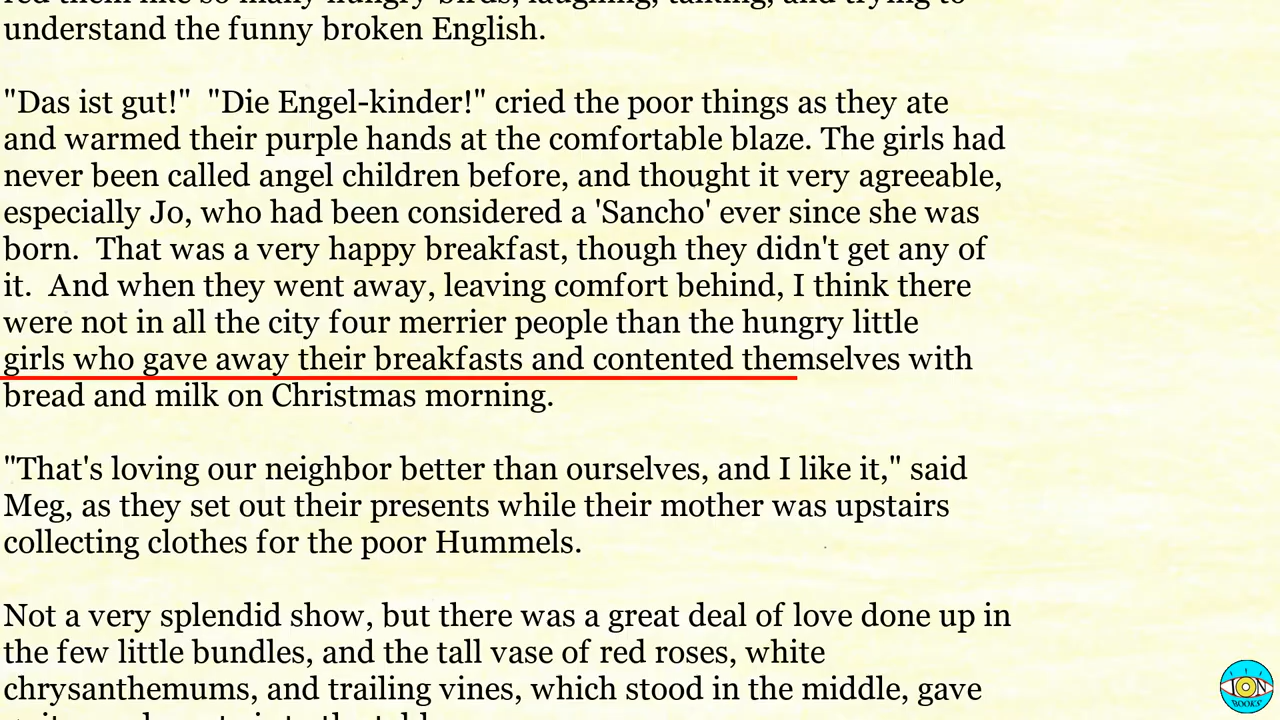 understand the funny broken English.
"Das ist gut!"  "Die Engel-kinder!" cried the poor things as they ate
and warmed their purple hands at the comfortable blaze. The girls had
never been called angel children before, and thought it very agreeable,
especially Jo, who had been considered a 'Sancho' ever since she was
born.  That was a very happy breakfast, though they didn't get any of
it.  And when they went away, leaving comfort behind, I think there
were not in all the city four merrier people than the hungry little
girls who gave away their breakfasts and contented themselves with
bread and milk on Christmas morning.
"That's loving our neighbor better than ourselves, and I like it," said
Meg, as they set out their presents while their mother was upstairs
collecting clothes for the poor Hummels.
Not a very splendid show, but there was a great deal of love done up in
the few little bundles, and the tall vase of red roses, white
chrysanthemums, and trailing vines, which stood in the middle, gave
ION
BOOKS